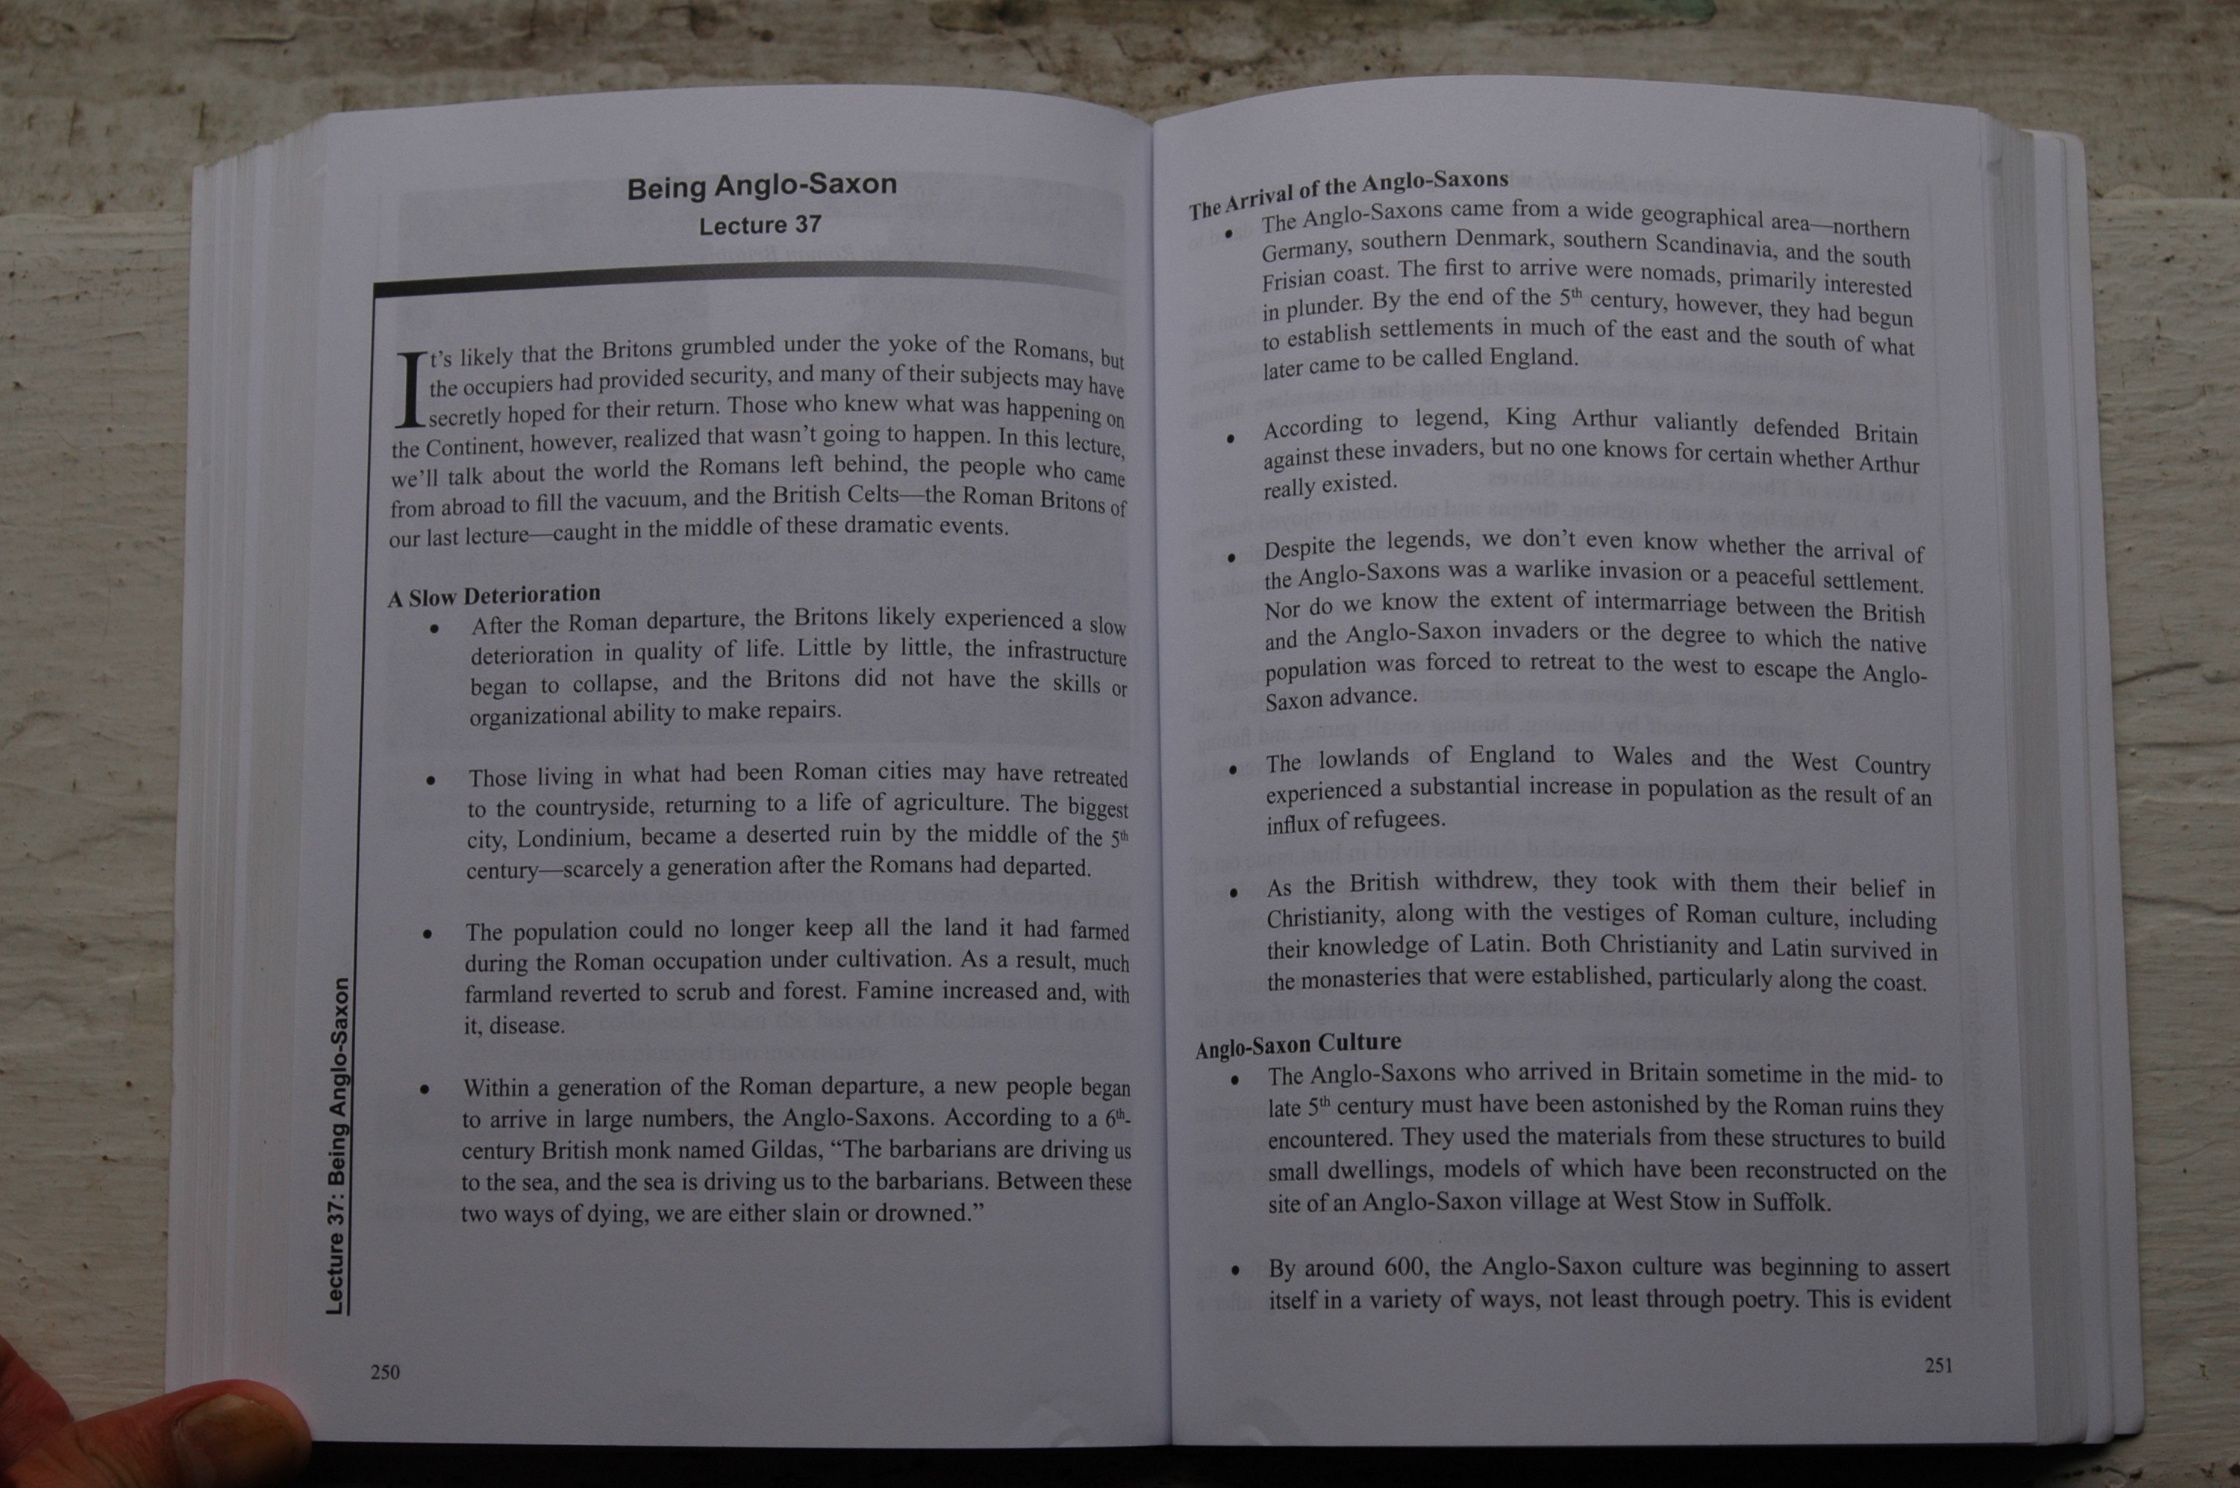 Being Anglo-Saxon
Lecture 37
It's likely that the Britons grumbled under the yoke of the Romans, but
the occupiers had provided security, and many of their subjects may have
secretly hoped for their return. Those who knew what was happening on
the Continent, however, realized that wasn't going to happen. In this lecture,
we'll talk about the world the Romans left behind, the people who came
from abroad to fill the vacuum, and the British Celts—the Roman Britons of
our last lecture—caught in the middle of these dramatic events.
A Slow Deterioration
• After the Roman departure, the Britons likely experienced a slow
deterioration in quality of life. Little by little, the infrastructure
began to collapse, and the Britons did not have the skills or
organizational ability to make repairs.
• Those living in what had been Roman cities may have retreated
to the countryside, returning to a life of agriculture. The biggest
city, Londinium, became a deserted ruin by the middle of the 5th
century—scarcely a generation after the Romans had departed.
• The population could no longer keep all the land it had farmed
during the Roman occupation under cultivation. As a result, much
farmland reverted to scrub and forest. Famine increased and, with
it, disease.
• Within a generation of the Roman departure, a new people began
to arrive in large numbers, the Anglo-Saxons. According to a 6th-
century British monk named Gildas, “The barbarians are driving us
to the sea, and the sea is driving us to the barbarians. Between these
two ways of dying, we are either slain or drowned.”
Lecture 37: Being Anglo-Saxon
250
The Arrival of the Anglo-Saxons
• The Anglo-Saxons came from a wide geographical area—northern
Germany, southern Denmark, southern Scandinavia, and the south
Frisian coast. The first to arrive were nomads, primarily interested
in plunder. By the end of the 5th century, however, they had begun
to establish settlements in much of the east and the south of what
later came to be called England.
• According to legend, King Arthur valiantly defended Britain
against these invaders, but no one knows for certain whether Arthur
really existed.
• Despite the legends, we don't even know whether the arrival of
the Anglo-Saxons was a warlike invasion or a peaceful settlement.
Nor do we know the extent of intermarriage between the British
and the Anglo-Saxon invaders or the degree to which the native
population was forced to retreat to the west to escape the Anglo-
Saxon advance.
• The lowlands of England to Wales and the West Country
experienced a substantial increase in population as the result of an
influx of refugees.
• As the British withdrew, they took with them their belief in
Christianity, along with the vestiges of Roman culture, including
their knowledge of Latin. Both Christianity and Latin survived in
the monasteries that were established, particularly along the coast.
Anglo-Saxon Culture
• The Anglo-Saxons who arrived in Britain sometime in the mid- to
late 5th century must have been astonished by the Roman ruins they
encountered. They used the materials from these structures to build
small dwellings, models of which have been reconstructed on the
site of an Anglo-Saxon village at West Stow in Suffolk.
• By around 600, the Anglo-Saxon culture was beginning to assert
itself in a variety of ways, not least through poetry. This is evident
251